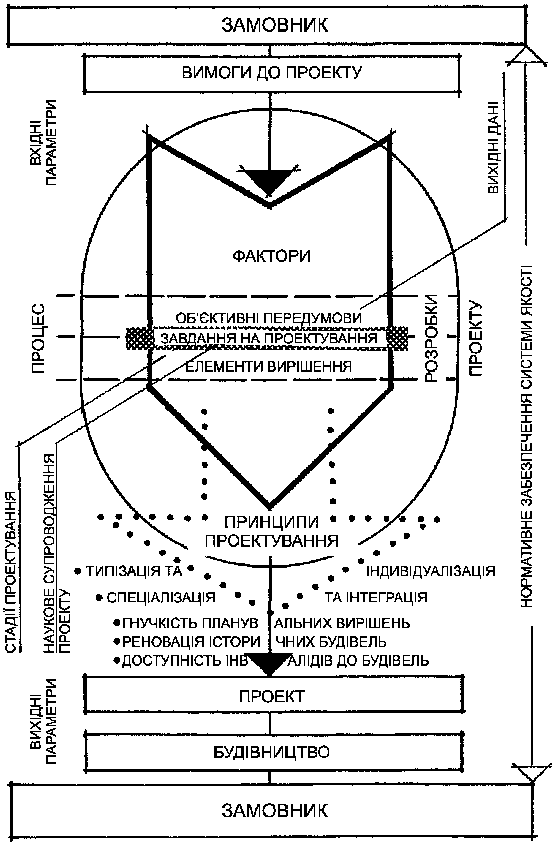 ЗАМОВНИК
ВИМОГИ ДО ПРОЕКТУ
ВХІДНІ
ПАРАМЕТРИ
ВИХІДНІ ДАНІ
ФАКТОРИ
ПРОЦЕС
ОБ'ЄКТИВНІ ПЕРЕДУМОВИ
ЗАВДАННЯ НА ПРОЕКТУВАННЯ
ЕЛЕМЕНТИ ВИРІШЕННЯ
РОЗРОБКИ
ПРОЕКТУ
НОРМАТИВНЕ ЗАБЕЗПЕЧЕННЯ СИСТЕМИ ЯКОСТІ
СТАДІЇ ПРОЕКТУВАННЯ
НАУКОВЕ СУПРОВОДЖЕННЯ
ПРОЕКТУ
ПРИНЦИПИ
ПРОЕКТУВАННЯ
• ТИПІЗАЦІЯ ТА ІНДИВІДУАЛІЗАЦІЯ
• СПЕЦІАЛІЗАЦІЯ ТА ІНТЕГРАЦІЯ
• ГНУЧКІСТЬ ПЛАНУВ АЛЬНИХ ВИРІШЕНЬ
• РЕНОВАЦІЯ ІСТОРИ ЧНИХ БУДІВЕЛЬ
• ДОСТУПНІСТЬ ІНВ АЛІДІВ ДО БУДІВЕЛЬ
ВИХІДНІ
ПАРАМЕТРИ
ПРОЕКТ
БУДІВНИЦТВО
ЗАМОВНИК